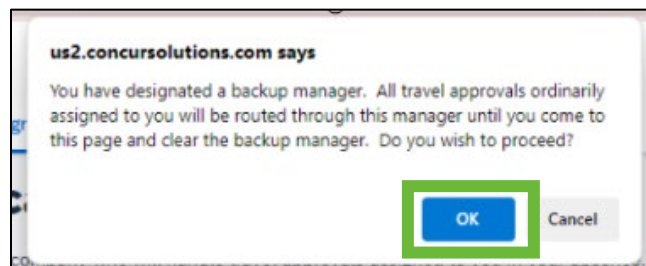 us2.concursolutions.com says
You have designated a backup manager.  All travel approvals ordinarily
assigned to you will be routed through this manager until you come to
this page and clear the backup manager.  Do you wish to proceed?
OK Cancel